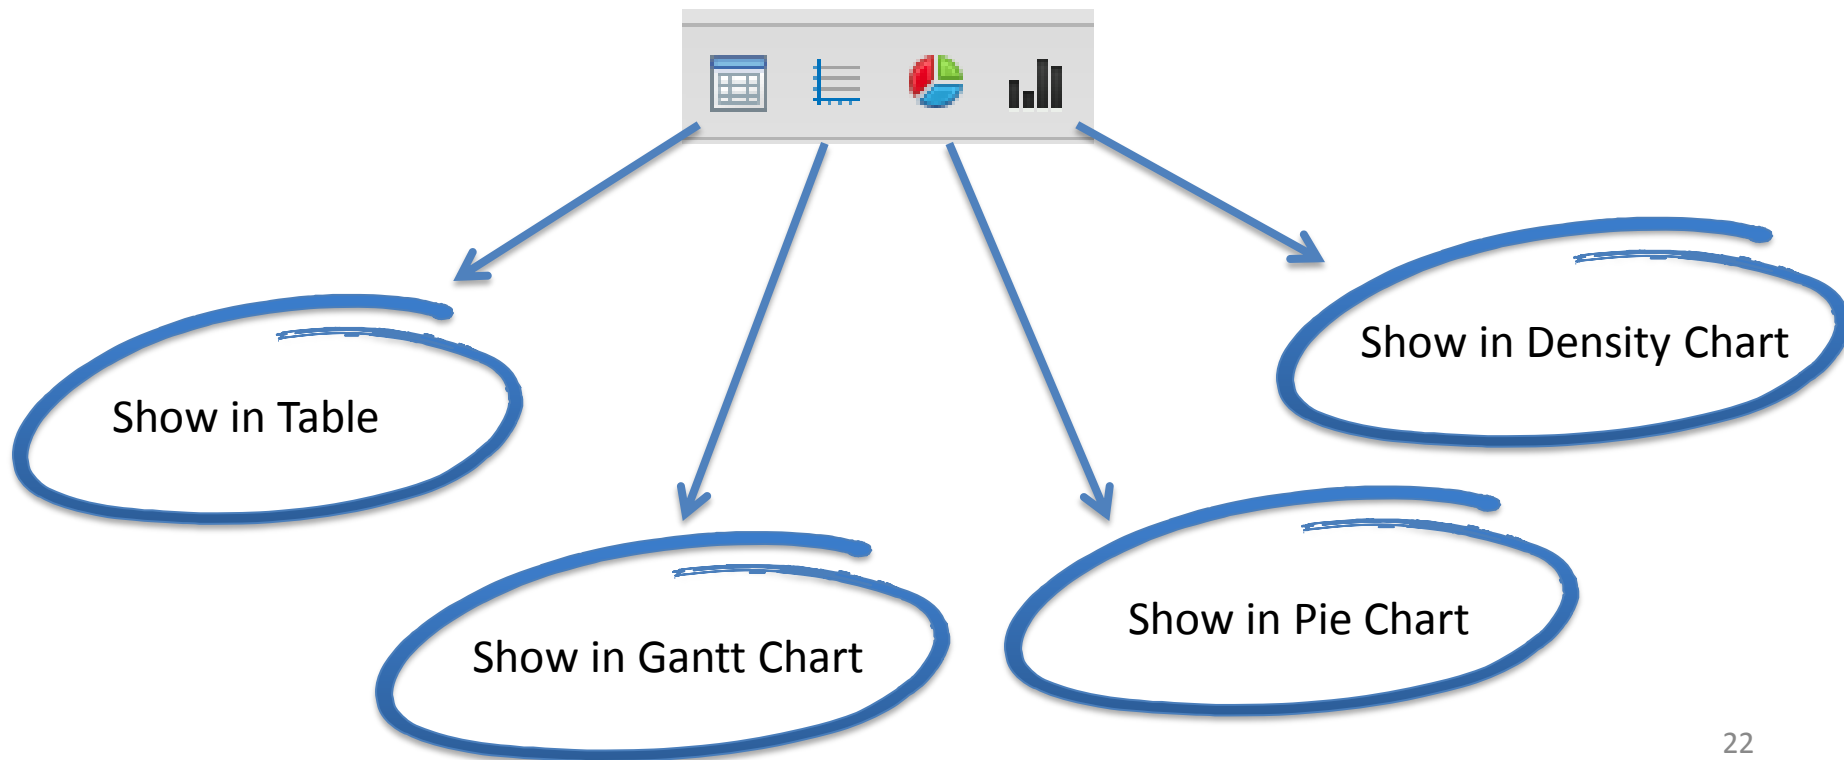 Show in Density Chart
Show in Table
Show in Pie Chart
Show in Gantt Chart
22